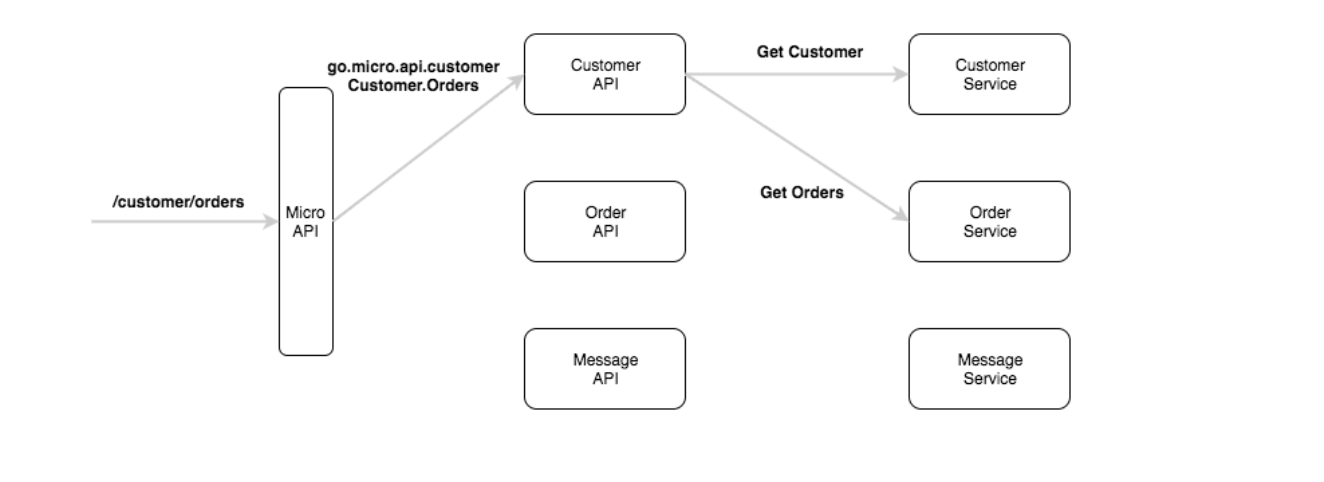 /customer/orders
Micro
API
go.micro.api.customer
Customer.Orders
Customer
API
Get Customer
Customer
Service
Order
API
Get Orders
Order
Service
Message
API
Message
Service